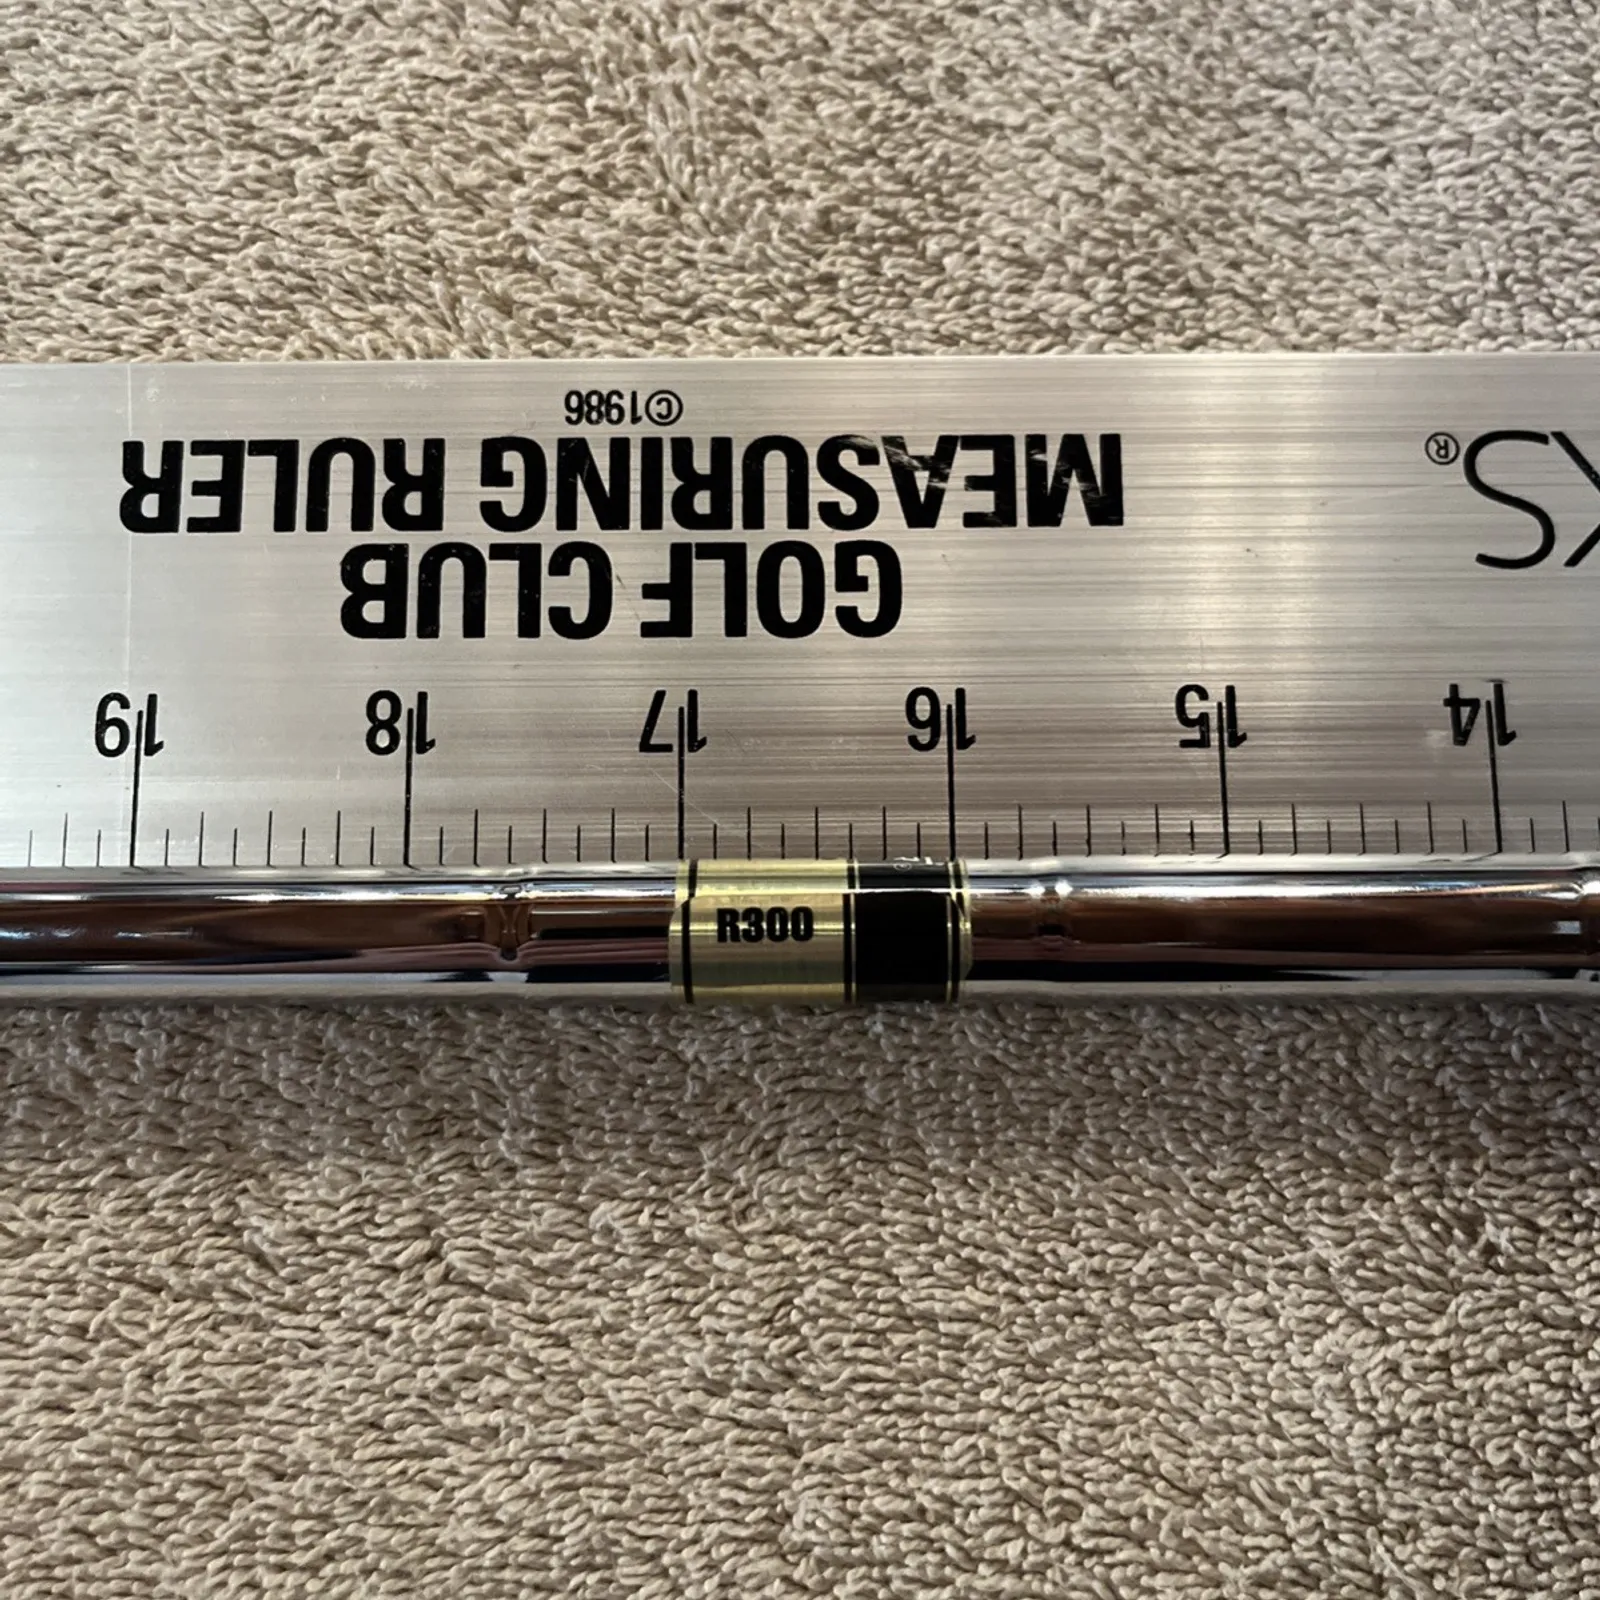 14 15 16 17 18 19
GOLF CLUB
MEASURING RULER
©1986
R300